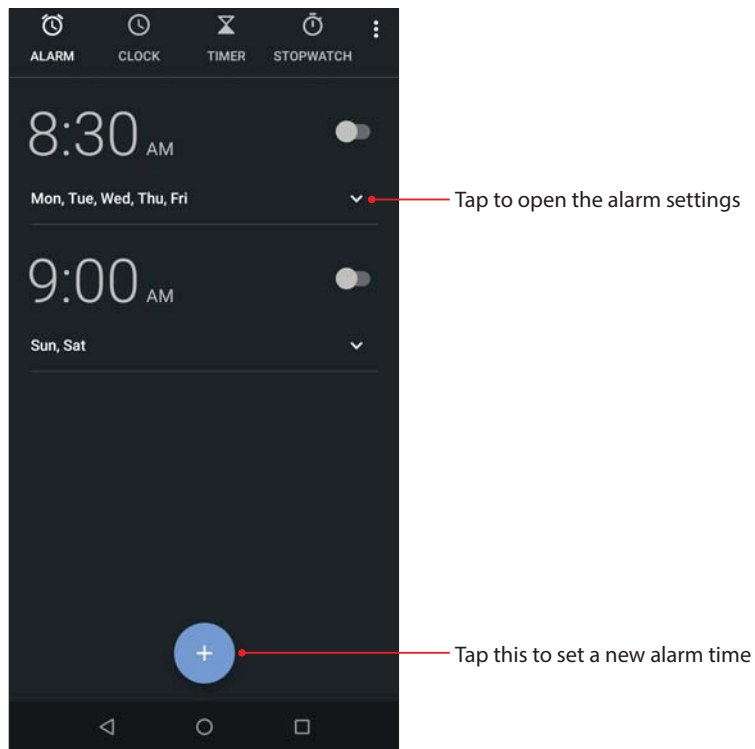 ALARM CLOCK TIMER STOPWATCH
8:30 AM
Mon, Tue, Wed, Thu, Fri
Tap to open the alarm settings
9:00 AM
Sun, Sat
+
Tap this to set a new alarm time